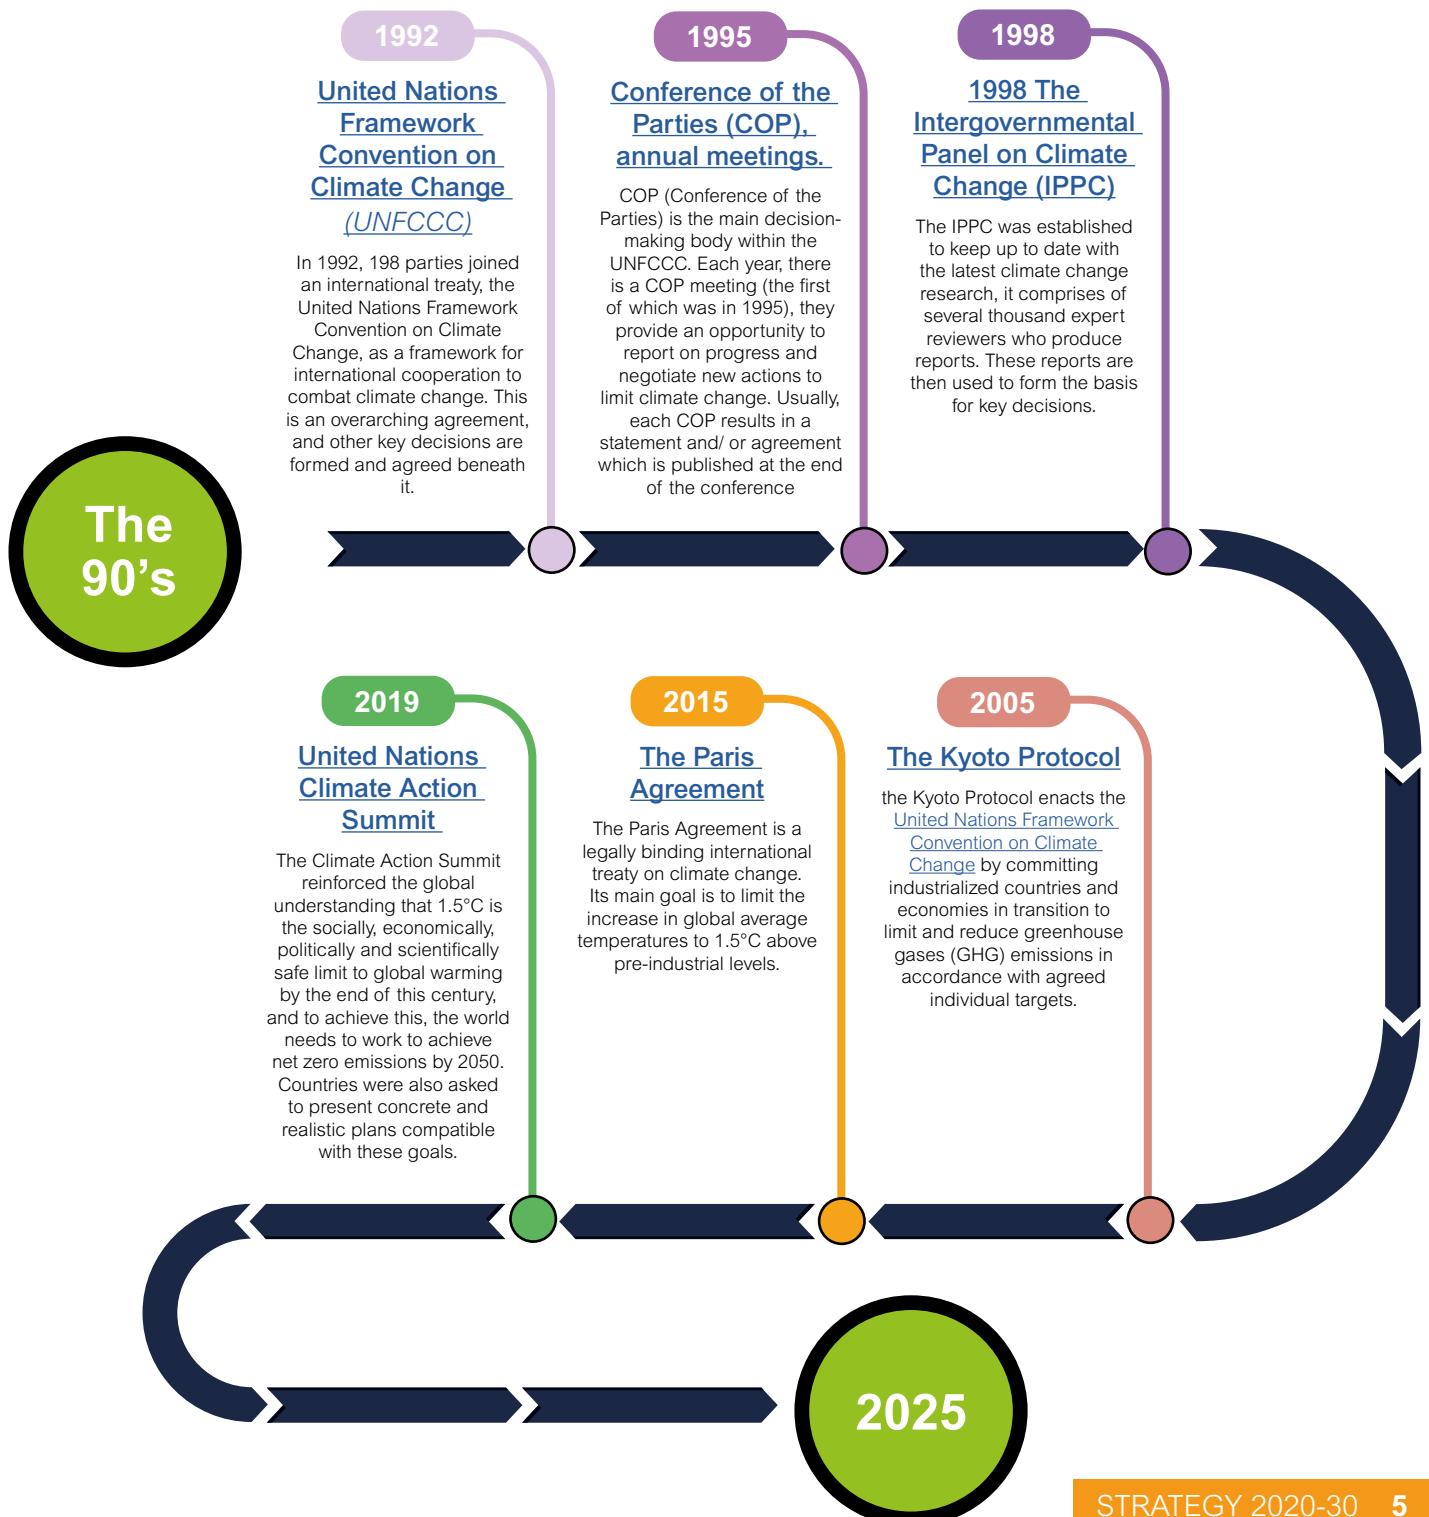 1992
United Nations
Framework
Convention on
Climate Change
(UNFCCC)
In 1992, 198 parties joined
an international treaty, the
United Nations Framework
Convention on Climate
Change, as a framework for
international cooperation to
combat climate change. This
is an overarching agreement,
and other key decisions are
formed and agreed beneath
it.
1995
Conference of the
Parties (COP),
annual meetings.
COP (Conference of the
Parties) is the main decision-
making body within the
UNFCCC. Each year, there
is a COP meeting (the first
of which was in 1995), they
provide an opportunity to
report on progress and
negotiate new actions to
limit climate change. Usually,
each COP results in a
statement and/ or agreement
which is published at the end
of the conference
1998
1998 The
Intergovernmental
Panel on Climate
Change (IPPC)
The IPPC was established
to keep up to date with
the latest climate change
research, it comprises of
several thousand expert
reviewers who produce
reports. These reports are
then used to form the basis
for key decisions.
The
90’s
2019
United Nations
Climate Action
Summit
The Climate Action Summit
reinforced the global
understanding that 1.5°C is
the socially, economically,
politically and scientifically
safe limit to global warming
by the end of this century,
and to achieve this, the world
needs to work to achieve
net zero emissions by 2050.
Countries were also asked
to present concrete and
realistic plans compatible
with these goals.
2015
The Paris
Agreement
The Paris Agreement is a
legally binding international
treaty on climate change.
Its main goal is to limit the
increase in global average
temperatures to 1.5°C above
pre-industrial levels.
2005
The Kyoto Protocol
the Kyoto Protocol enacts the
United Nations Framework
Convention on Climate
Change by committing
industrialized countries and
economies in transition to
limit and reduce greenhouse
gases (GHG) emissions in
accordance with agreed
individual targets.
2025
STRATEGY 2020-30 5